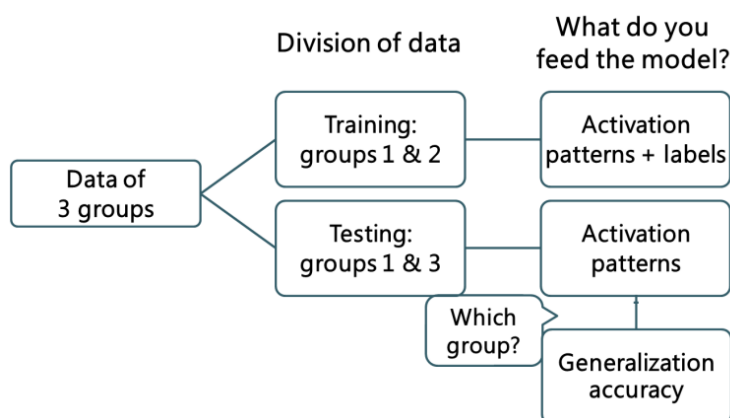 Division of data
What do you
feed the model?
Training:
groups 1 & 2
Activation
patterns + labels
Data of
3 groups
Testing:
groups 1 & 3
Activation
patterns
Which
group?
Generalization
accuracy